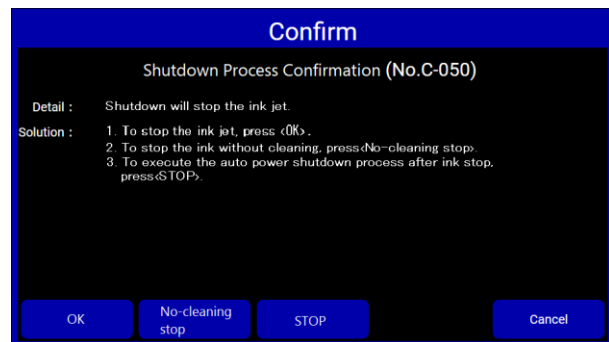 Confirm
Shutdown Process Confirmation (No.C-050)
Detail : Shutdown will stop the ink jet.
Solution : 1. To stop the ink jet, press <OK>.
2. To stop the ink without cleaning, press<No-cleaning stop>.
3. To execute the auto power shutdown process after ink stop,
press<STOP>.
OK
No-cleaning
stop
STOP
Cancel